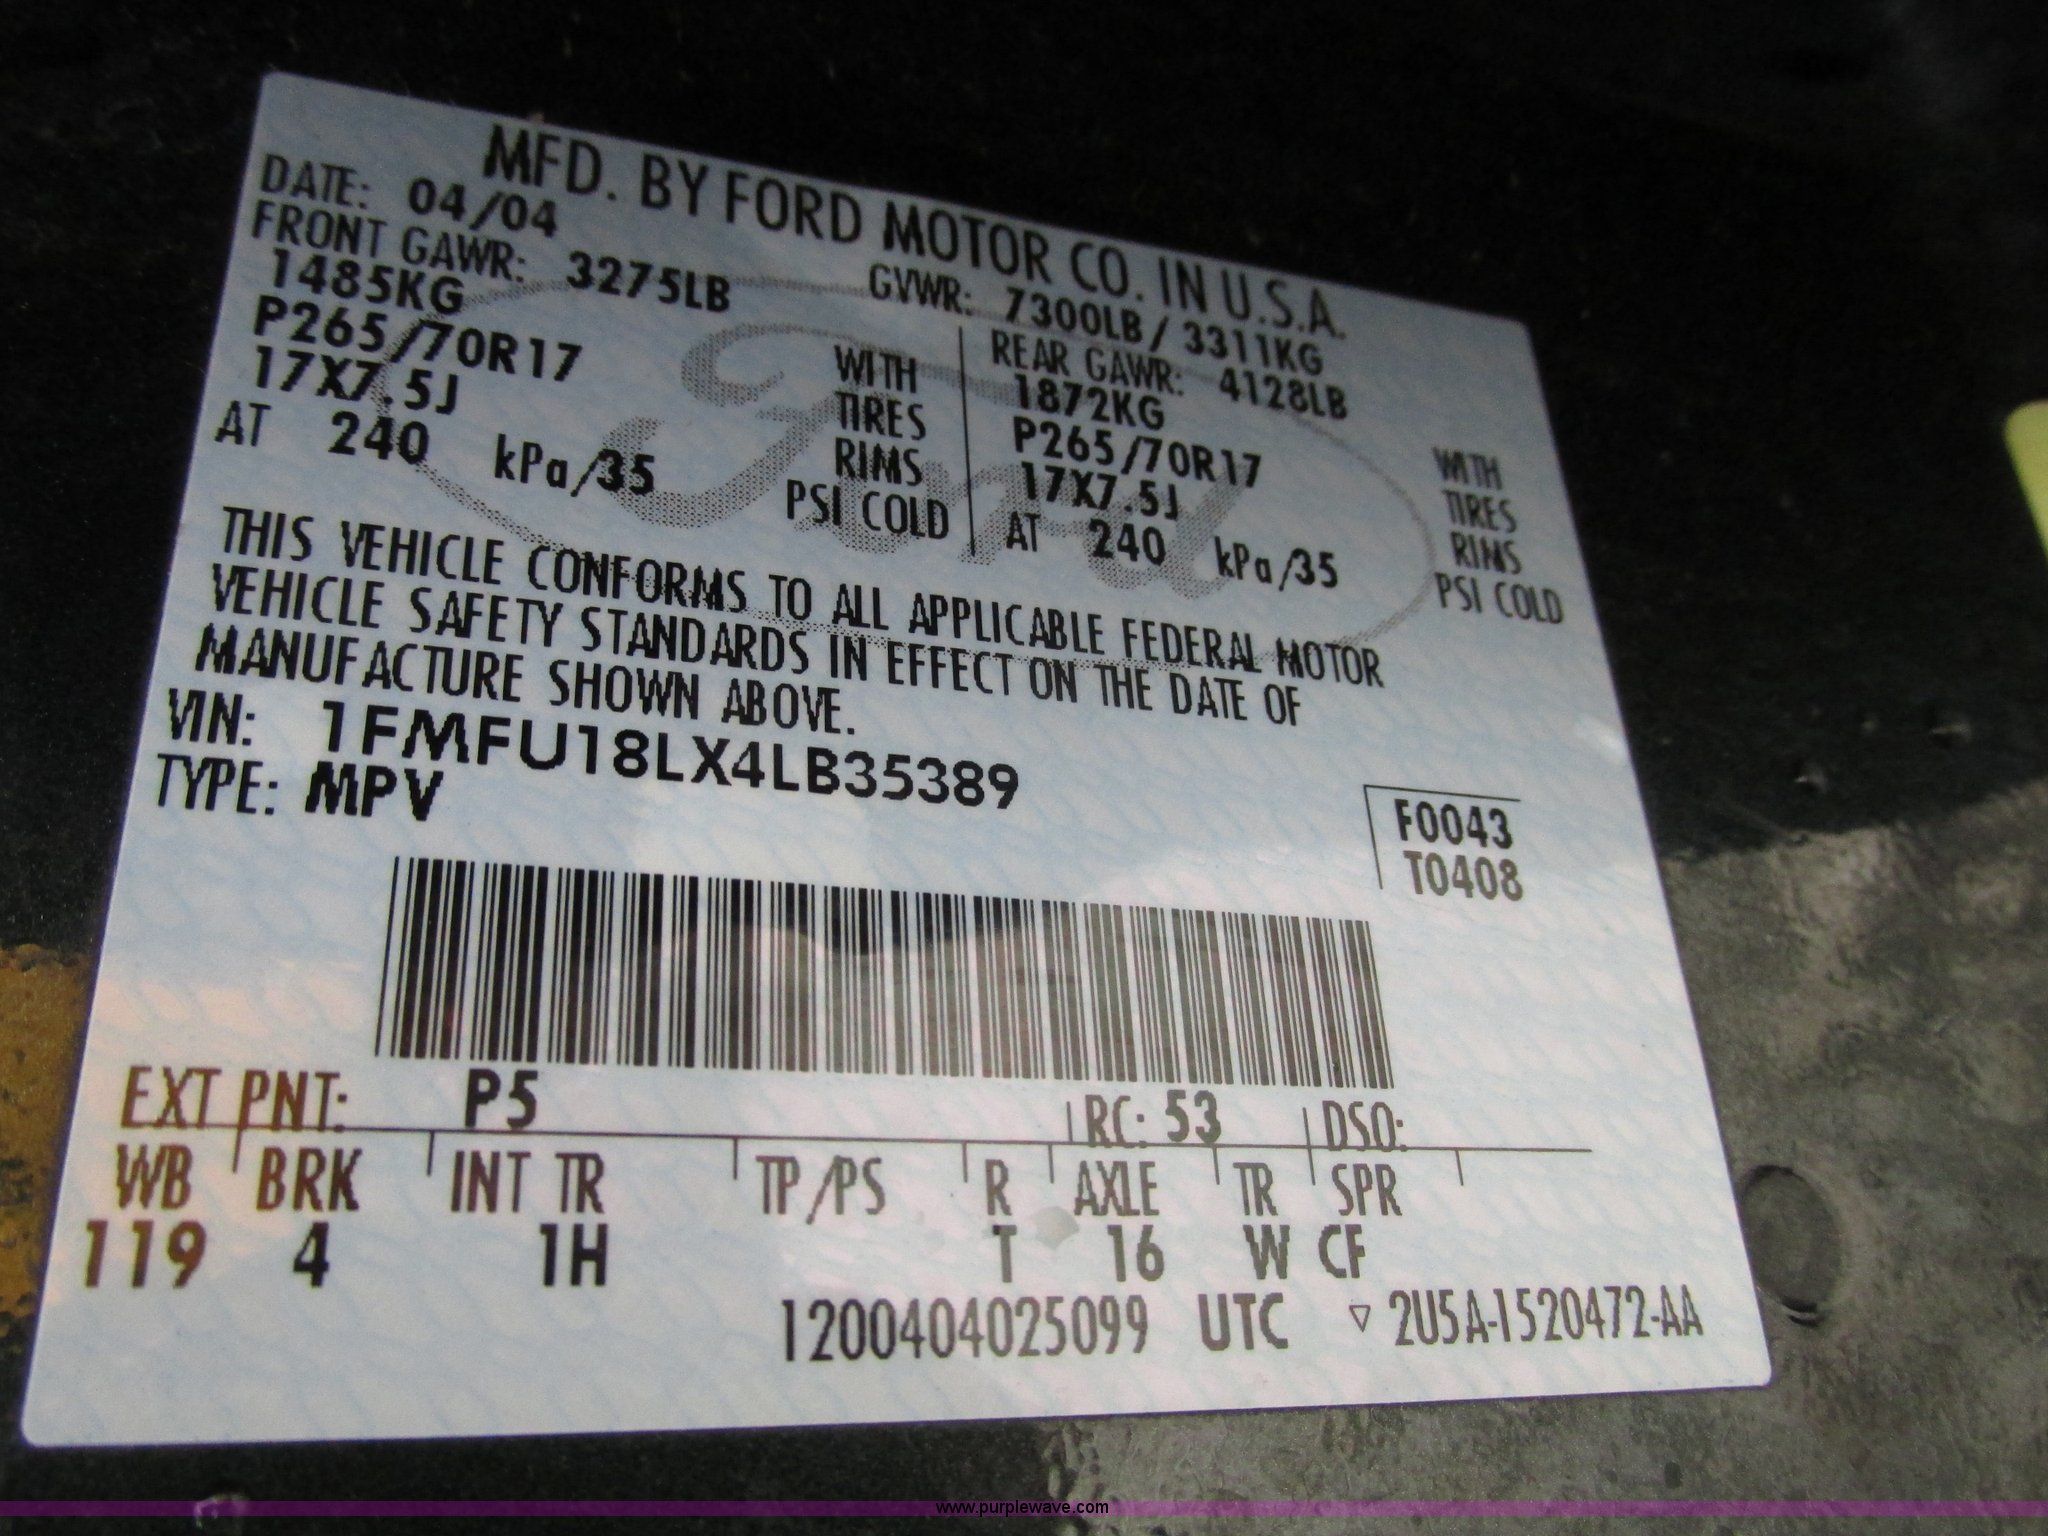 MFD. BY FORD MOTOR CO. IN U.S.A.
DATE: 04/04 GVWR: 7300LB / 3311KG
FRONT GAWR: 3275LB REAR GAWR: 4128LB
1485KG WITH 1872KG WITH
P265/70R17 TIRES P265/70R17 TIRES
17X7.5J RIMS 17X7.5J RIMS
AT 240 kPa/35 PSI COLD AT 240 kPa/35 PSI COLD
Ford
THIS VEHICLE CONFORMS TO ALL APPLICABLE FEDERAL MOTOR
VEHICLE SAFETY STANDARDS IN EFFECT ON THE DATE OF
MANUFACTURE SHOWN ABOVE.
VIN: 1FMFU18LX4LB35389
TYPE: MPV
F0043
T0408
EXT PNT: P5 RC: 53 DSO:
WB BRK INT TR TP/PS R AXLE TR SPR
119 4 1H T 16 W CF
1200404025099 UTC ▽ 2U5A-1520472-AA
www.purplewave.com